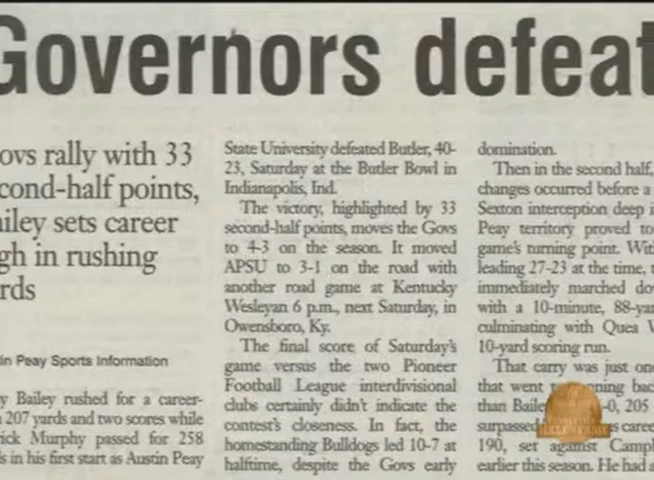 Governors defeat
ovs rally with 33
cond-half points,
iley sets career
gh in rushing
rds
in Peay Sports Information
y Bailey rushed for a career-
207 yards and two scores while
rick Murphy passed for 258
s in his first start as Austin Peay
State University defeated Butler, 40-
23, Saturday at the Butler Bowl in
Indianapolis, Ind.
The victory, highlighted by 33
second-half points, moves the Govs
to 4-3 on the season. It moved
APSU to 3-1 on the road with
another road game at Kentucky
Wesleyan 6 p.m., next Saturday, in
Owensboro, Ky.
The final score of Saturday's
game versus the two Pioneer
Football League interdivisional
clubs certainly didn't indicate the
contest's closeness. In fact, the
homestanding Bulldogs led 10-7 at
halftime, despite the Govs early
domination.
Then in the second half,
changes occurred before a
Sexton interception deep i
Peay territory proved to
game's turning point. Wit
leading 27-23 at the time, t
immediately marched do
with a 10-minute, 88-ya
culminating with Quea V
10-yard scoring run.
That carry was just on
that went ning bac
than Baile -0, 205
surpassed s caree
190, set against Camp
earlier this season. He had a